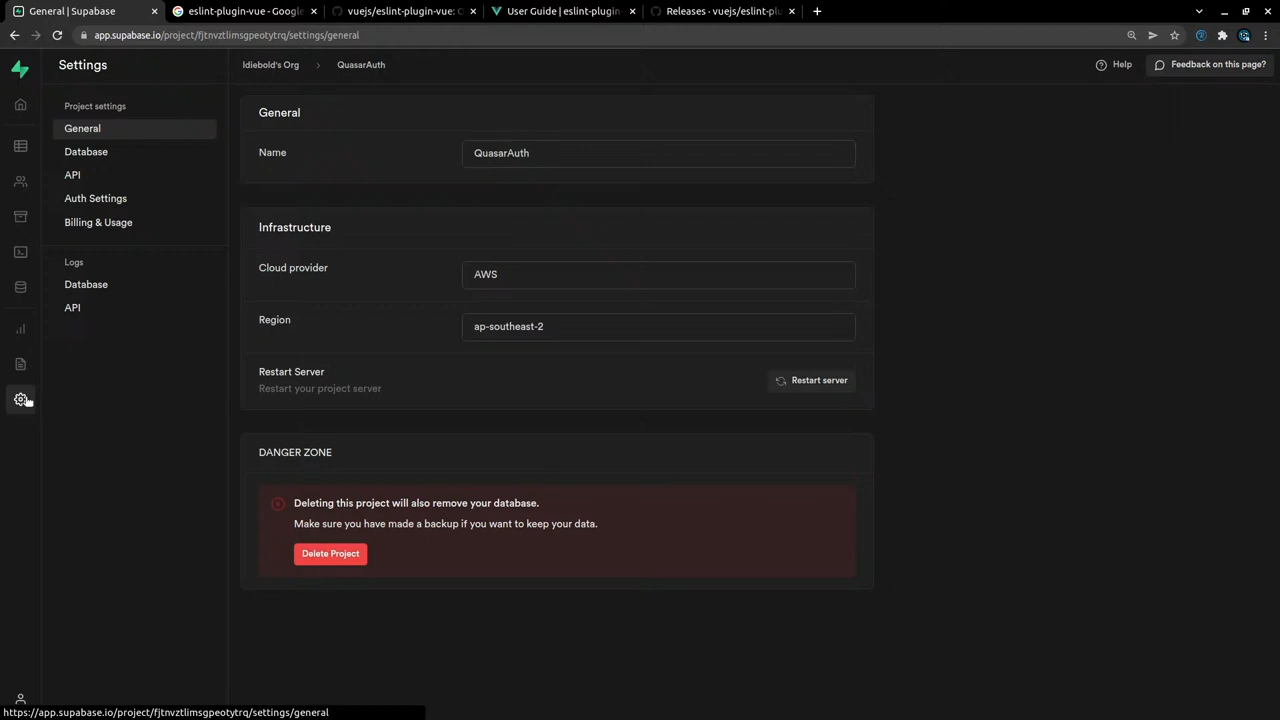 General | Supabase
eslint-plugin-vue - Google
vuejs/eslint-plugin-vue:
User Guide | eslint-plugin
Releases · vuejs/eslint-plu
app.supabase.io/project/fjtnvztlimsgpeotytrq/settings/general
Settings
Idiebold's Org
QuasarAuth
Help
Feedback on this page?
Project settings
General
Database
API
Auth Settings
Billing & Usage
Logs
Database
API
General
Name
QuasarAuth
Infrastructure
Cloud provider
AWS
Region
ap-southeast-2
Restart Server
Restart your project server
Restart server
DANGER ZONE
Deleting this project will also remove your database.
Make sure you have made a backup if you want to keep your data.
Delete Project
https://app.supabase.io/project/fjtnvztlimsgpeotytrq/settings/general